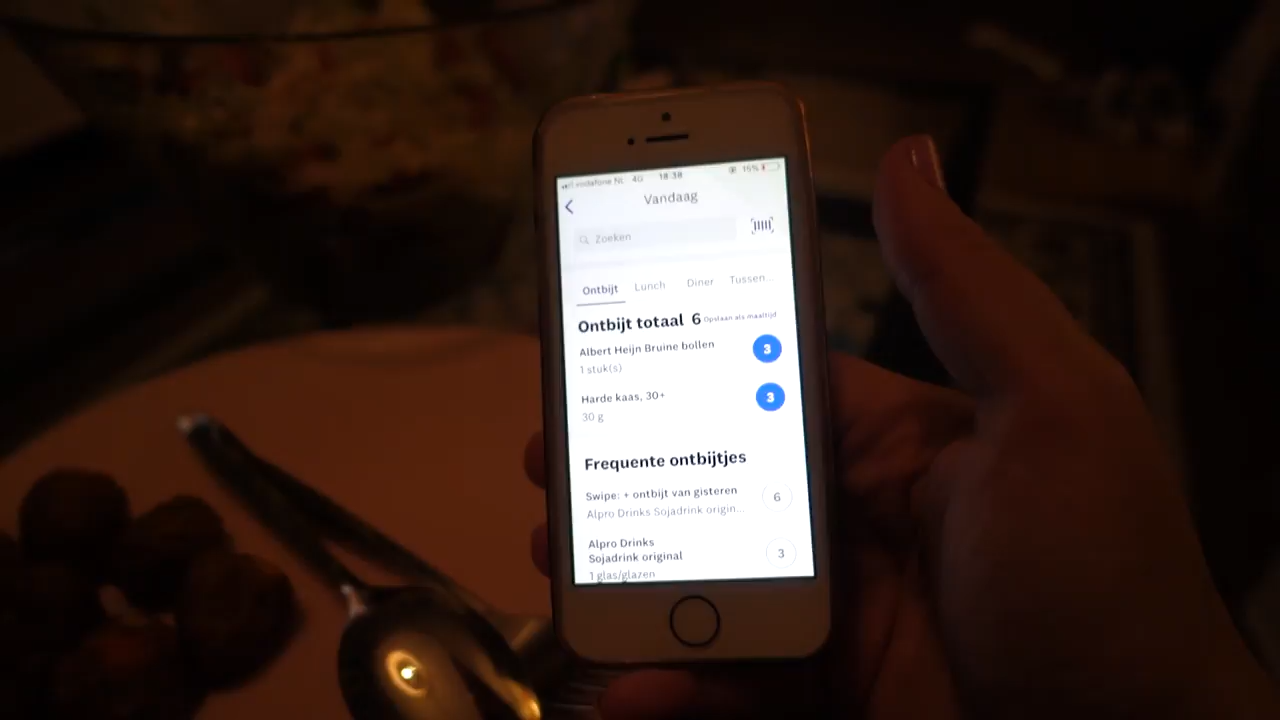 vodafone NL 4G 18:38 15%
Vandaag
Zoeken
Ontbijt Lunch Diner Tussen...
Ontbijt totaal 6 Opslaan als maaltijd
Albert Heijn Bruine bollen 3
1 stuk(s)
Harde kaas, 30+ 3
30 g
Frequente ontbijtjes
Swipe: + ontbijt van gisteren 6
Alpro Drinks Sojadrink origin...
Alpro Drinks
Sojadrink original 3
1 glas/glazen